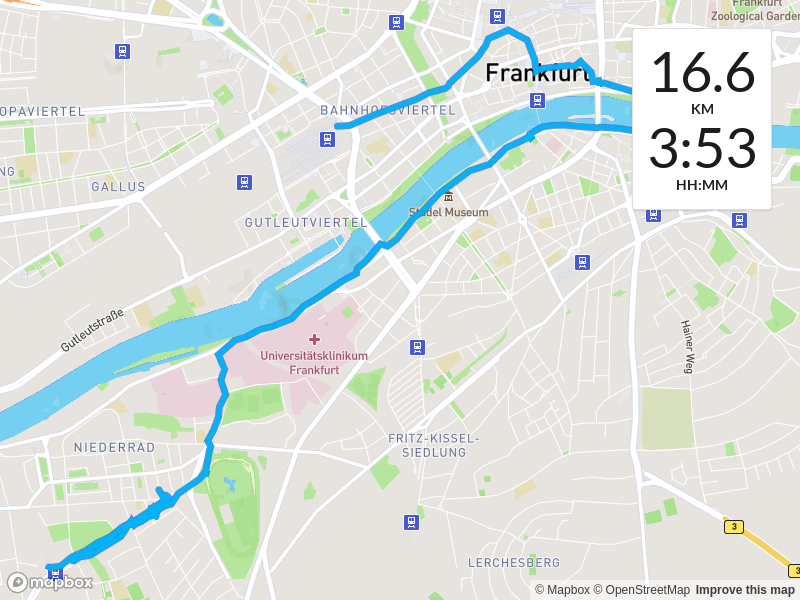 Frankfurt
Zoological Garden
Frankfurt
16.6
KM
3:53
HH:MM
OPAVIERTEL
BAHNHOFSVIERTEL
NG
GALLUS
Städel Museum
GUTLEUTVIERTEL
Gutleutstraße
Hainer Weg
Universitätsklinikum
Frankfurt
NIEDERRAD
FRITZ-KISSEL-
SIEDLUNG
3
LERCHESBERG
3
mapbox
© Mapbox © OpenStreetMap Improve this map